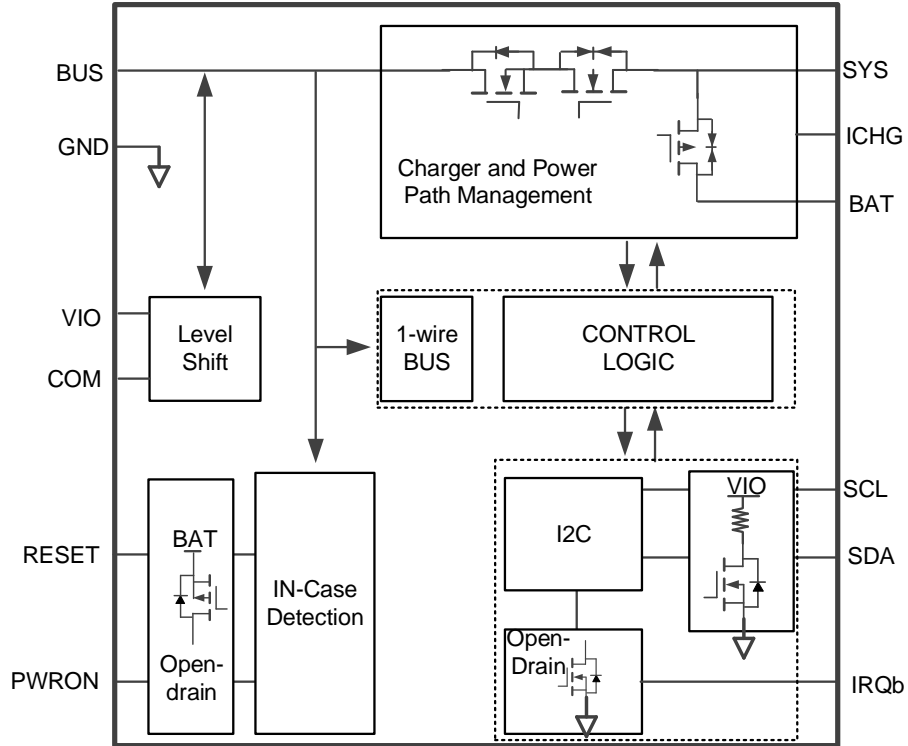 BUS
SYS
GND
ICHG
Charger and Power
Path Management
BAT
VIO
Level
Shift
COM
1-wire
BUS
CONTROL
LOGIC
VIO
SCL
I2C
RESET
BAT
SDA
IN-Case
Detection
Open-
drain
Open-
Drain
PWRON
IRQb